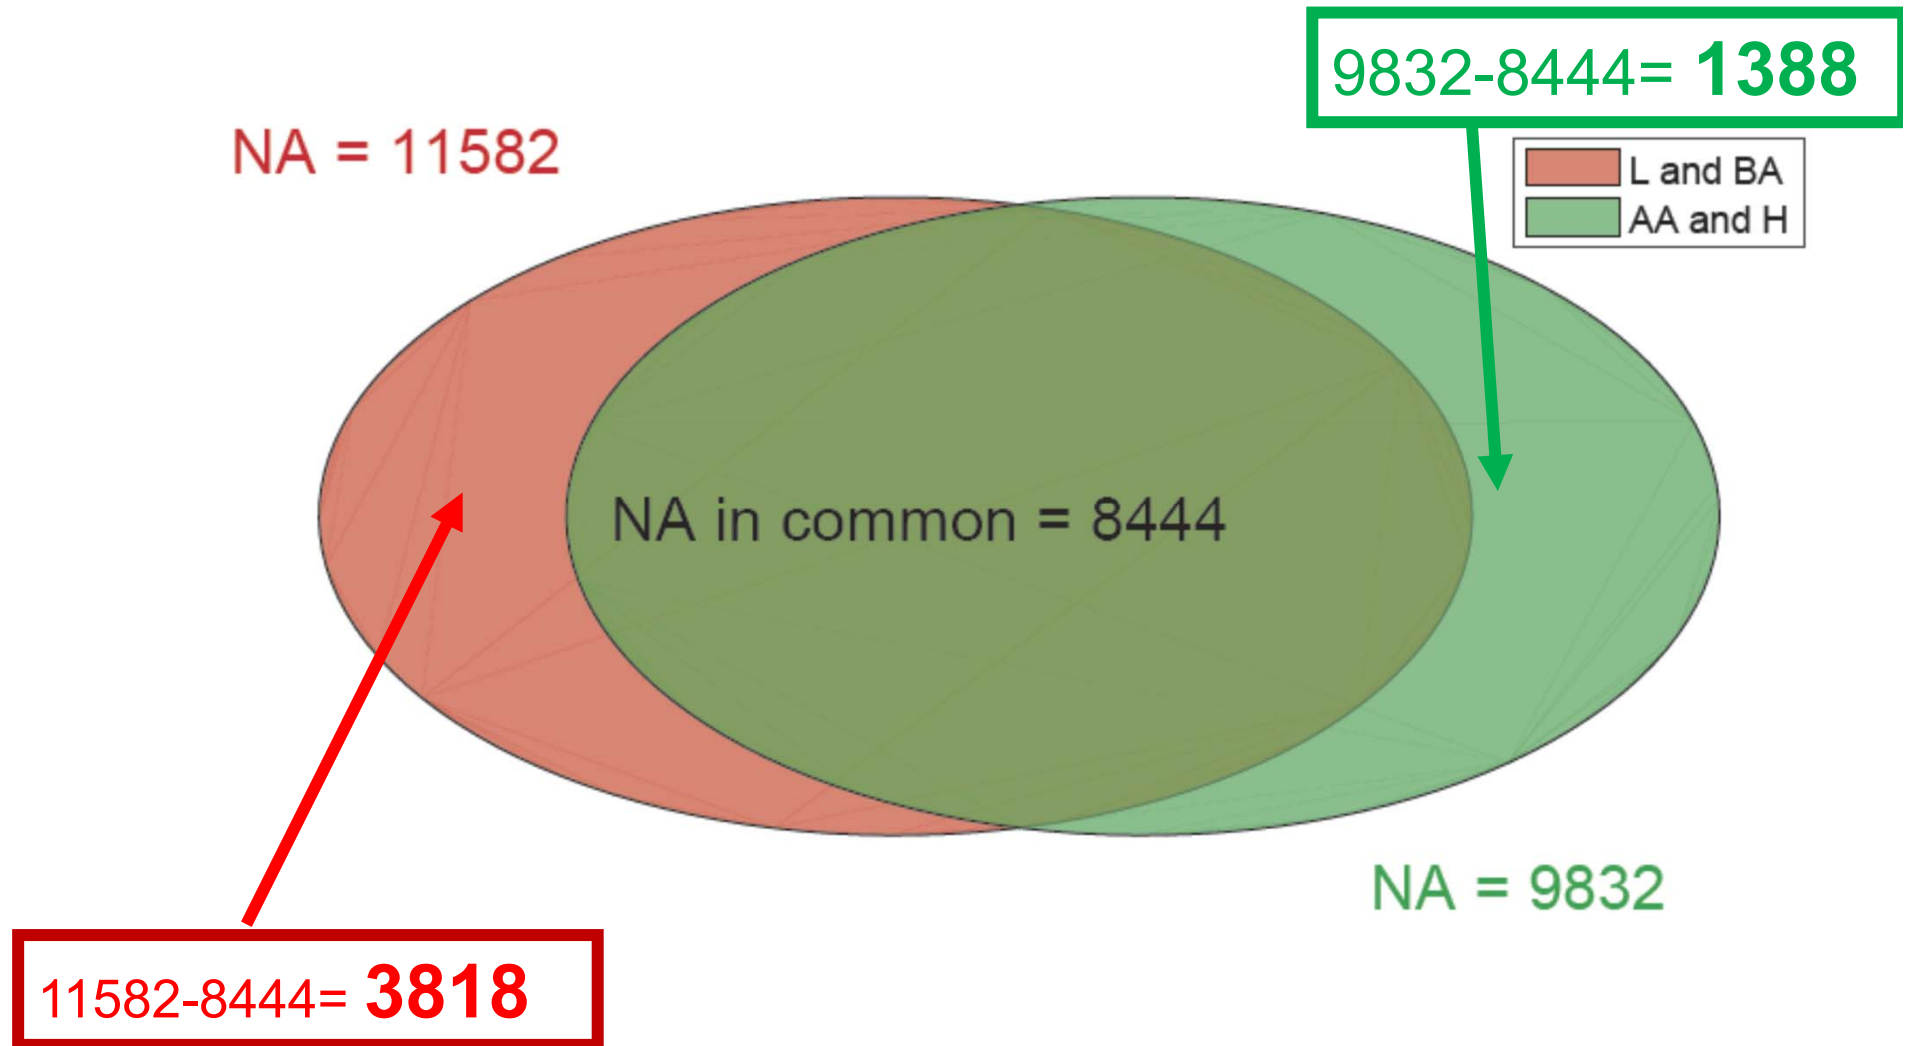 9832-8444= 1388
NA = 11582
L and BA
AA and H
NA in common = 8444
NA = 9832
11582-8444= 3818